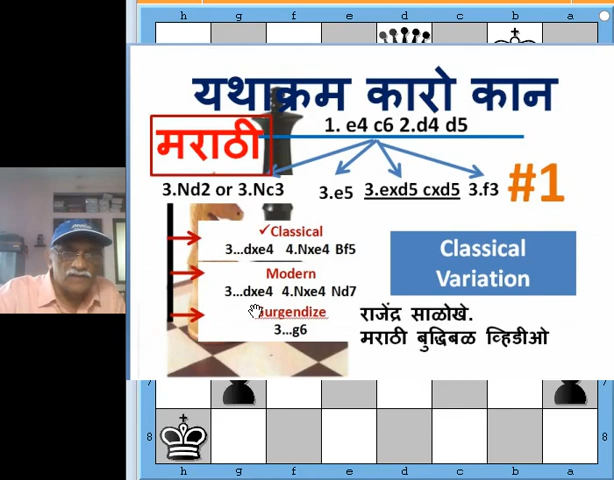 h g f e d c b a
यथाक्रम कारो कान
मराठी
1. e4 c6 2.d4 d5
3.Nd2 or 3.Nc3 3.e5 3.exd5 cxd5 3.f3 #1
✓Classical
3...dxe4 4.Nxe4 Bf5
Modern
3...dxe4 4.Nxe4 Nd7
3...g6
Classical
Variation
राजेंद्र साळोखे.
मराठी बुद्धिबळ व्हिडीओ
7 7
8 8
h g f e d c b a